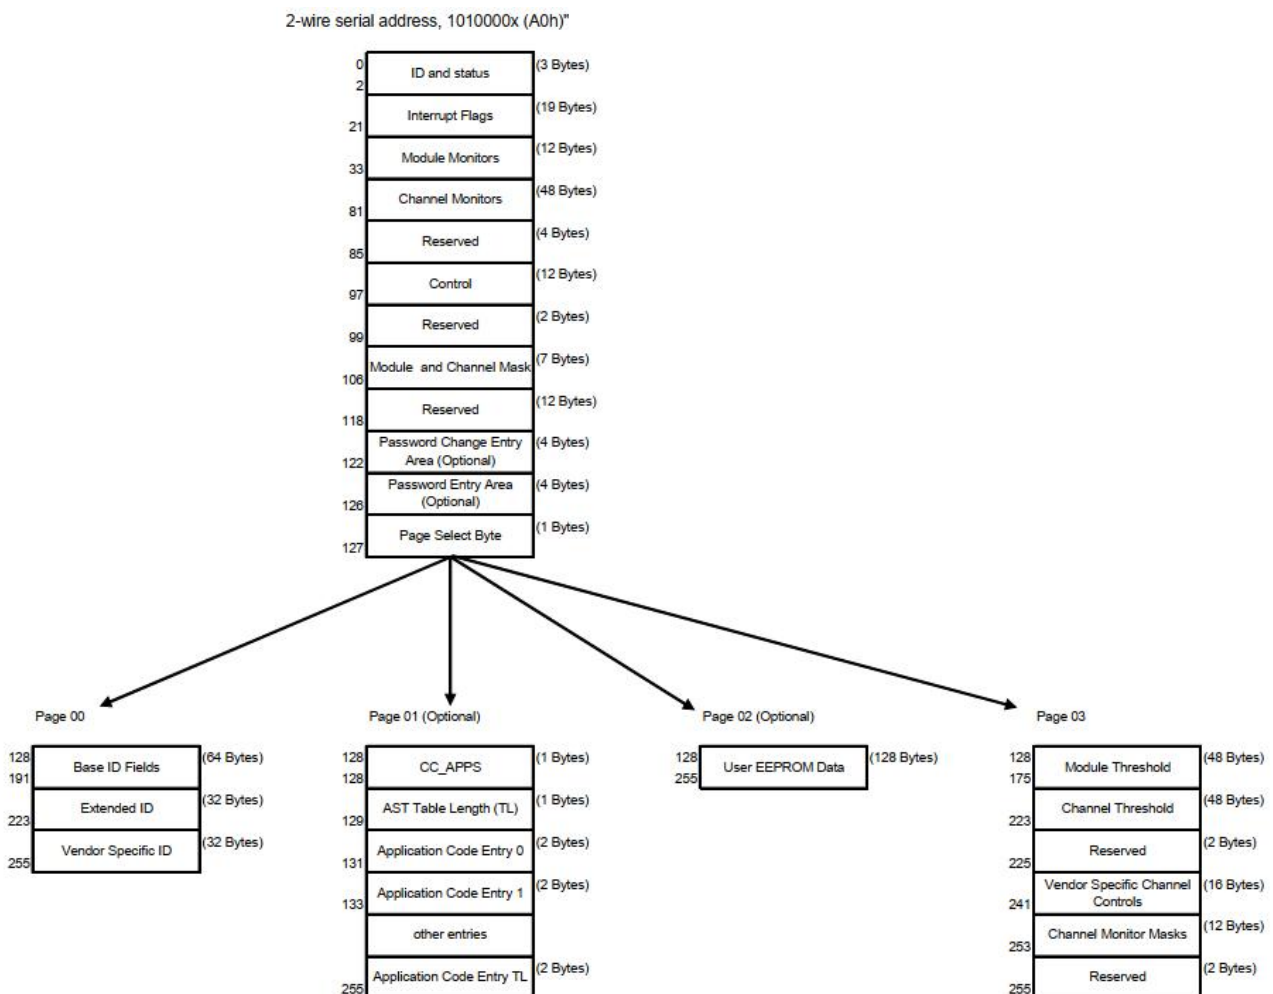 2-wire serial address, 1010000x (A0h)"
0
2
ID and status
(3 Bytes)
21
Interrupt Flags
(19 Bytes)
33
Module Monitors
(12 Bytes)
81
Channel Monitors
(48 Bytes)
85
Reserved
(4 Bytes)
97
Control
(12 Bytes)
99
Reserved
(2 Bytes)
106
Module and Channel Mask
(7 Bytes)
118
Reserved
(12 Bytes)
122
Password Change Entry
Area (Optional)
(4 Bytes)
126
Password Entry Area
(Optional)
(4 Bytes)
127
Page Select Byte
(1 Bytes)
Page 00
128
191
Base ID Fields
(64 Bytes)
223
Extended ID
(32 Bytes)
255
Vendor Specific ID
(32 Bytes)
Page 01 (Optional)
128
128
CC_APPS
(1 Bytes)
129
AST Table Length (TL)
(1 Bytes)
131
Application Code Entry 0
(2 Bytes)
133
Application Code Entry 1
(2 Bytes)
other entries
255
Application Code Entry TL
(2 Bytes)
Page 02 (Optional)
128
255
User EEPROM Data
(128 Bytes)
Page 03
128
175
Module Threshold
(48 Bytes)
223
Channel Threshold
(48 Bytes)
225
Reserved
(2 Bytes)
241
Vendor Specific Channel
Controls
(16 Bytes)
253
Channel Monitor Masks
(12 Bytes)
255
Reserved
(2 Bytes)